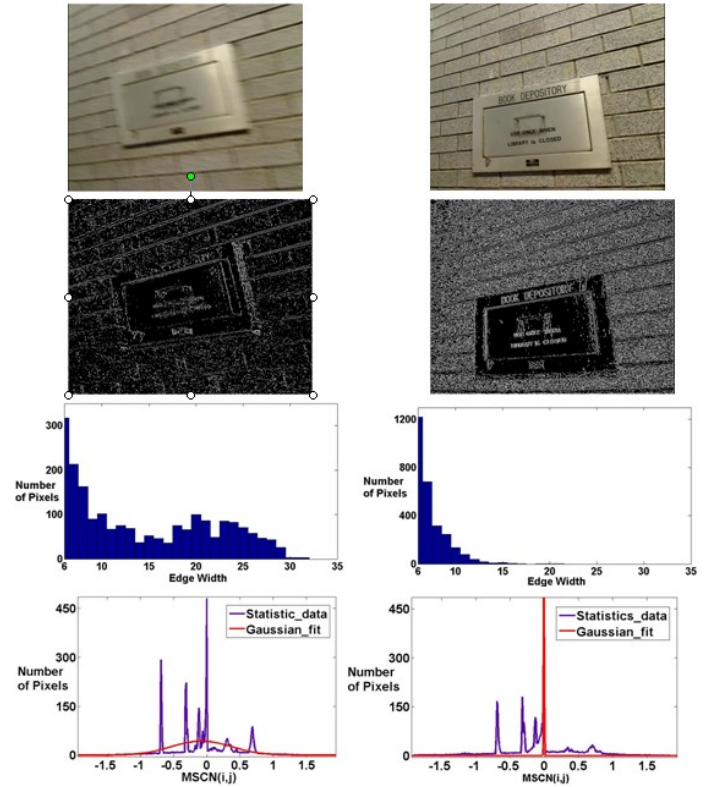 BOOK DEPOSITORY
USE ONLY WHEN
LIBRARY is CLOSED
BOOK DEPOSITORY
300
200
100
0
Number
of Pixels
6 10 15 20 25 30 35
Edge Width
1200
800
400
0
Number
of Pixels
6 10 15 20 25 30 35
Edge Width
450
300
150
0
Number
of Pixels
Statistic_data
Gaussian_fit
-1.5 -1 -0.5 0 0.5 1 1.5
MSCN(i,j)
450
300
150
0
Number
of Pixels
Statistics_data
Gaussian_fit
-1.5 -1 -0.5 0 0.5 1 1.5
MSCN(i,j)